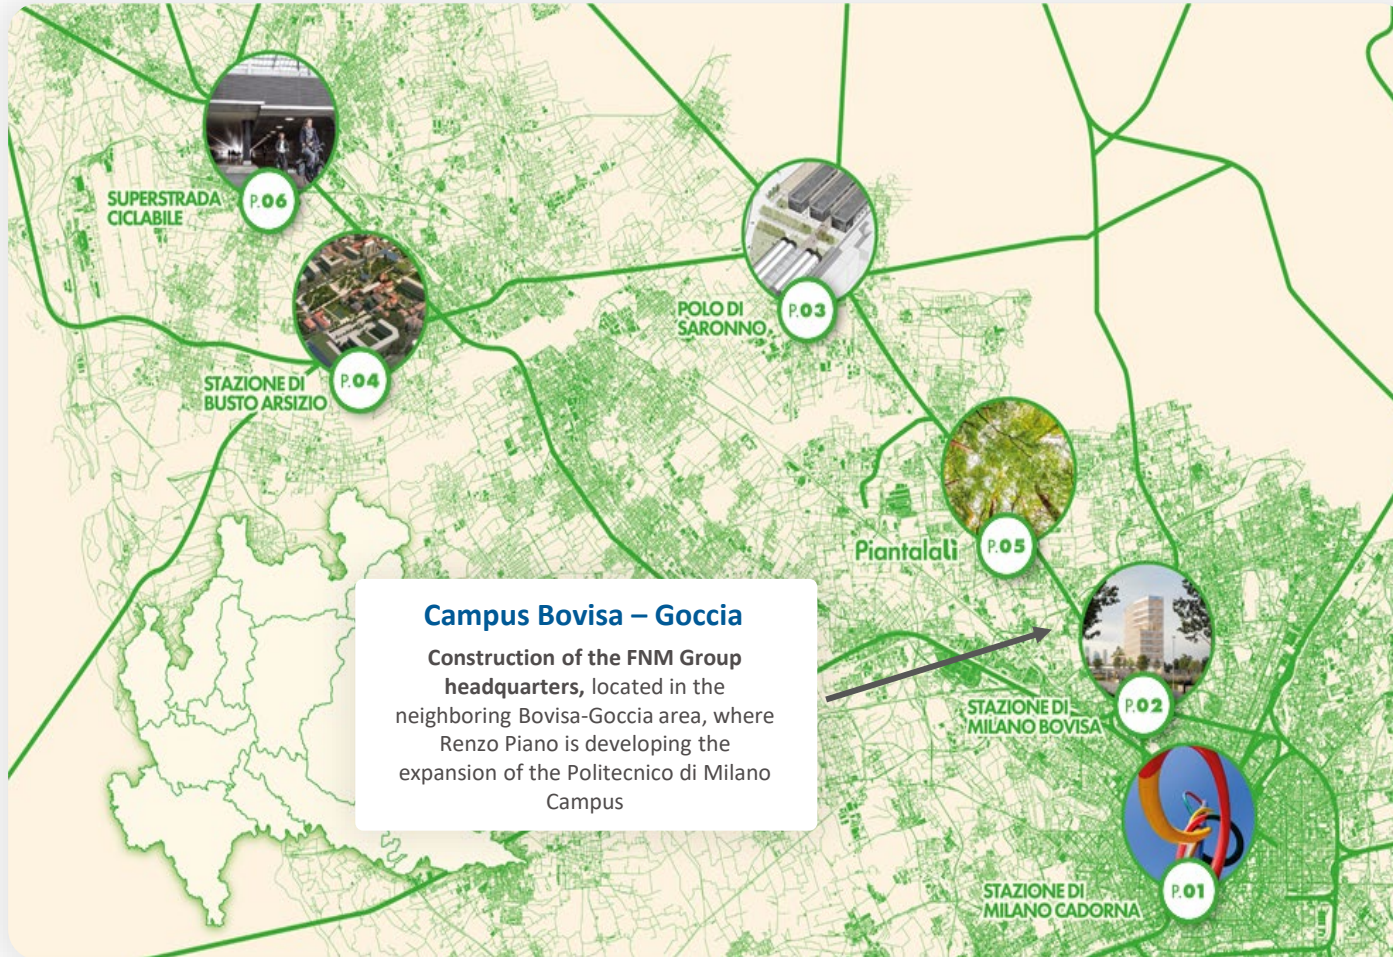 SUPERSTRADA
CICLABILE
P.06
STAZIONE DI
BUSTO ARSIZIO
P.04
POLO DI
SARONNO
P.03
Piantalalì
P.05
Campus Bovisa – Goccia
Construction of the FNM Group
headquarters, located in the
neighboring Bovisa-Goccia area, where
Renzo Piano is developing the
expansion of the Politecnico di Milano
Campus
STAZIONE DI
MILANO BOVISA
P.02
STAZIONE DI
MILANO CADORNA
P.01